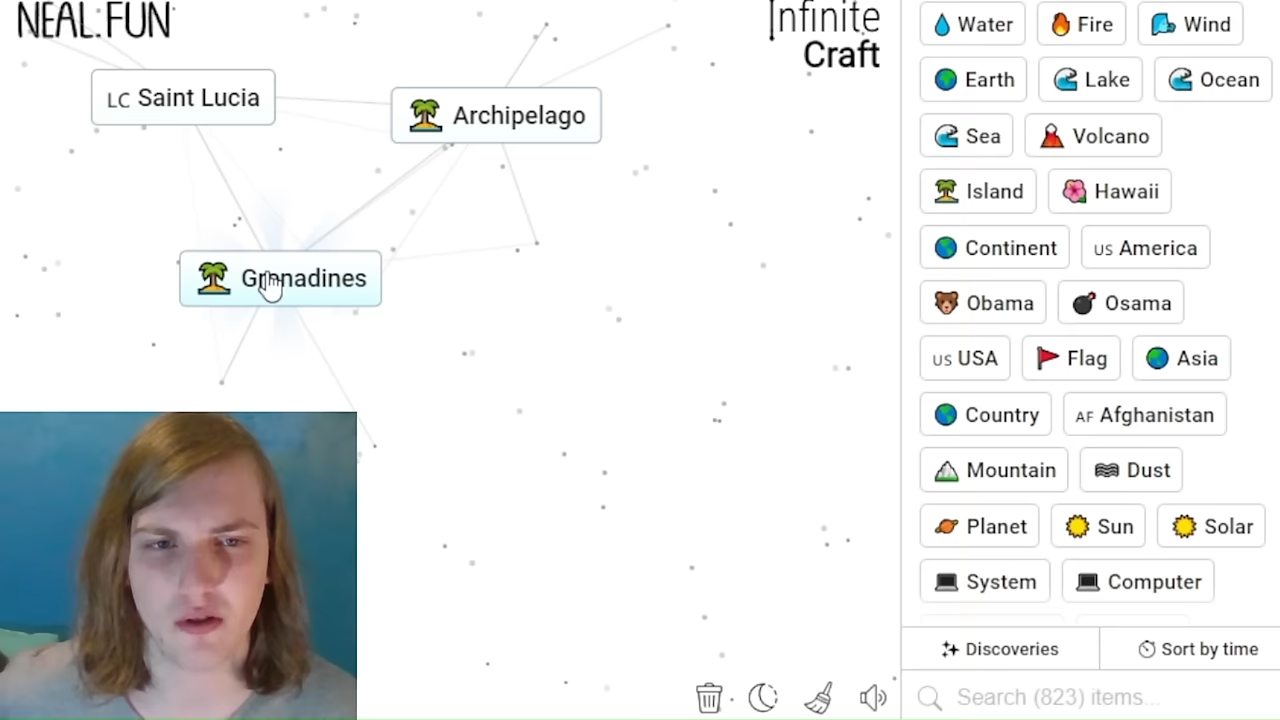 NEAL.FUN
Infinite
Craft
LC Saint Lucia
Archipelago
Grenadines
Water Fire Wind
Earth Lake Ocean
Sea Volcano
Island Hawaii
Continent US America
Obama Osama
US USA Flag Asia
Country AF Afghanistan
Mountain Dust
Planet Sun Solar
System Computer
Discoveries Sort by time
Search (823) items...